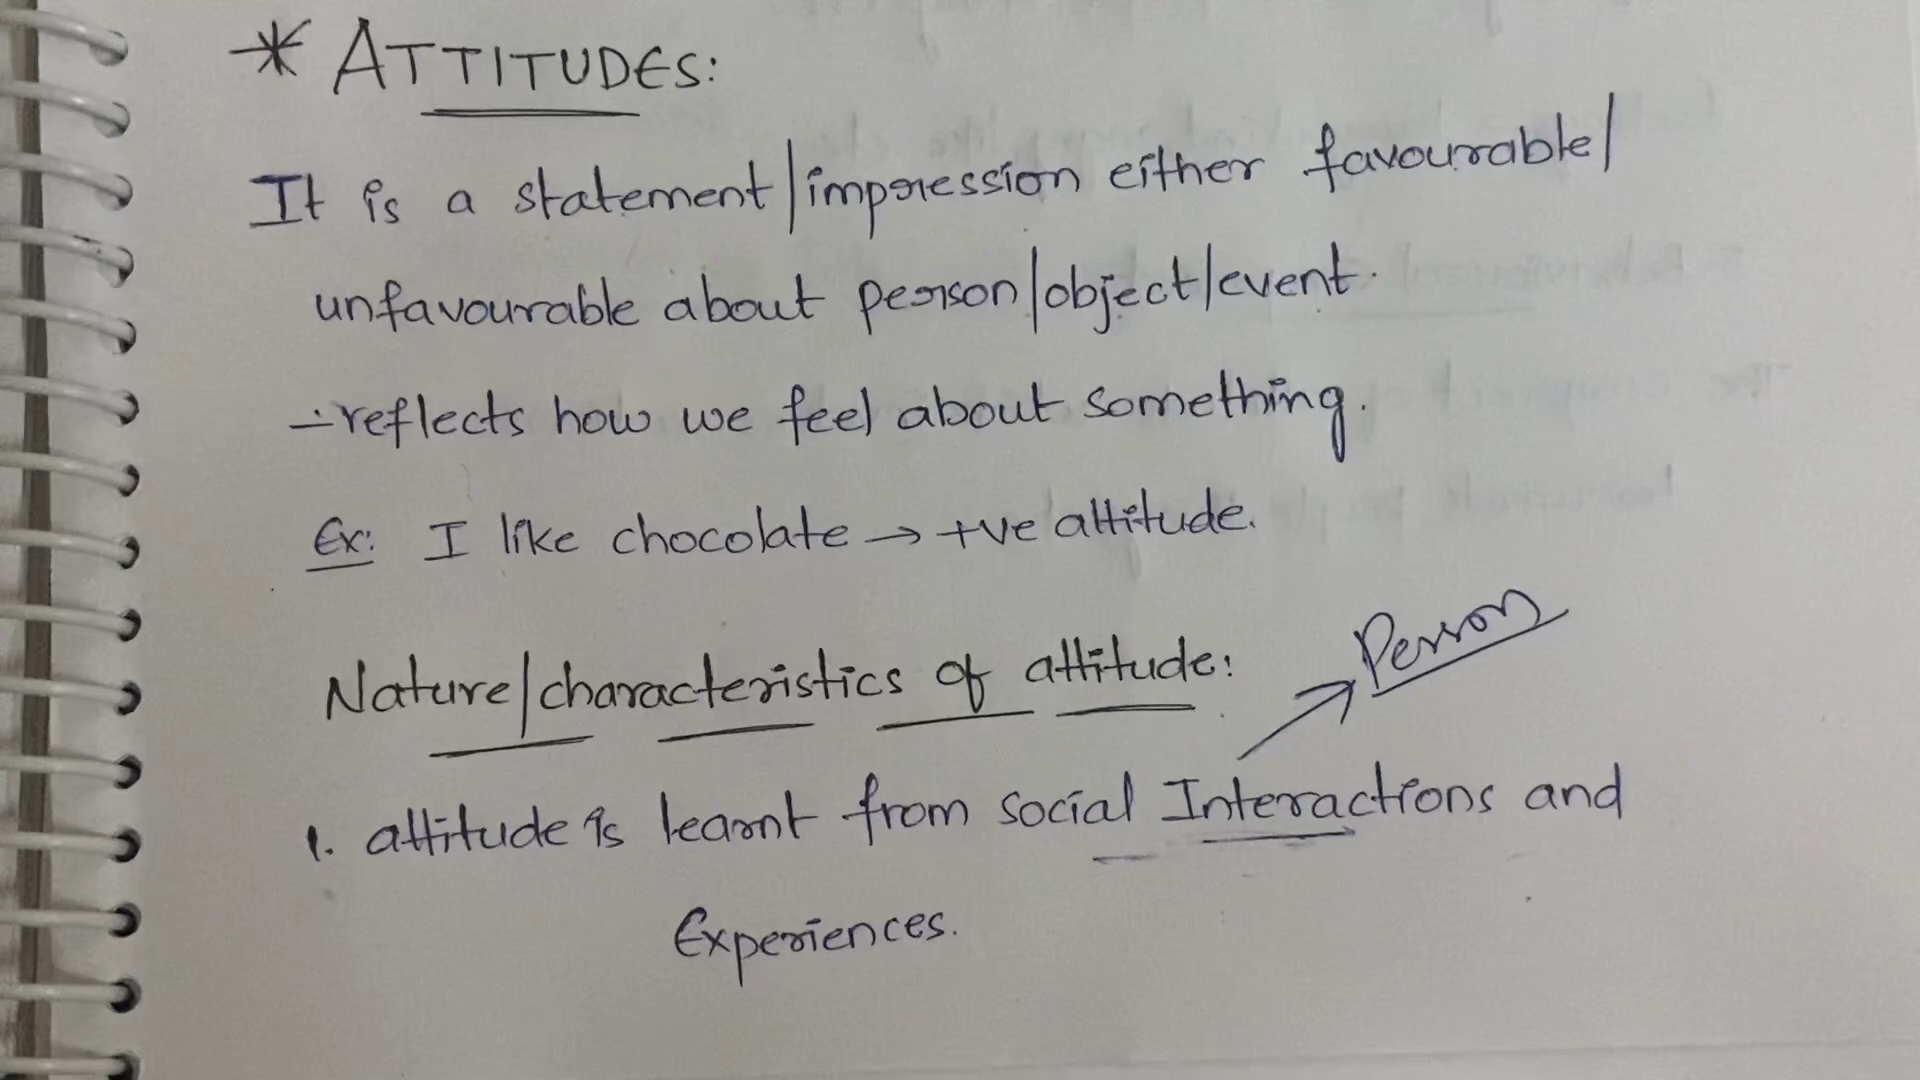 * ATTITUDES:
It is a statement/impression either favourable/
unfavourable about person/object/event.
- reflects how we feel about something.
Ex: I like chocolate → +ve attitude.
Nature/characteristics of attitude:
Person
1. attitude is learnt from social Interactions and
Experiences.